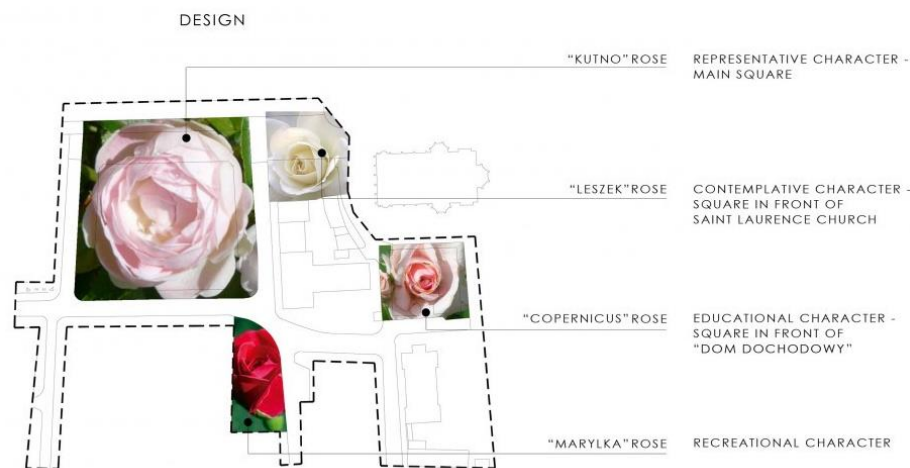 DESIGN
"KUTNO" ROSE
REPRESENTATIVE CHARACTER -
MAIN SQUARE
"LESZEK" ROSE
CONTEMPLATIVE CHARACTER -
SQUARE IN FRONT OF
SAINT LAURENCE CHURCH
"COPERNICUS" ROSE
EDUCATIONAL CHARACTER -
SQUARE IN FRONT OF
"DOM DOCHODOWY"
"MARYLKA" ROSE
RECREATIONAL CHARACTER